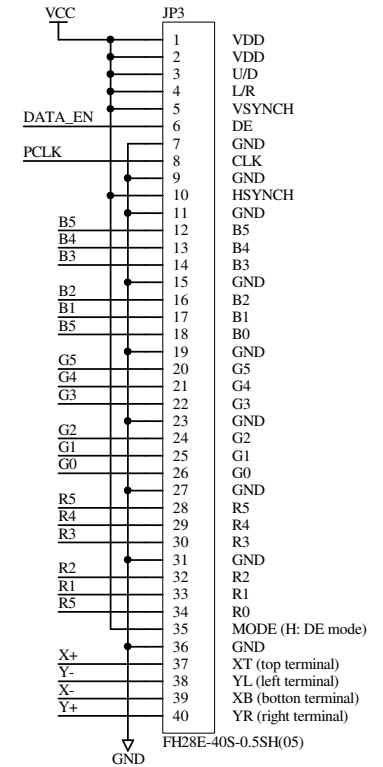 VCC JP3
1 VDD
2 VDD
3 U/D
4 L/R
5 VSYNCH
DATA_EN 6 DE
7 GND
PCLK 8 CLK
9 GND
10 HSYNCH
11 GND
B5 12 B5
B4 13 B4
B3 14 B3
15 GND
B2 16 B2
B1 17 B1
B5 18 B0
19 GND
G5 20 G5
G4 21 G4
G3 22 G3
23 GND
G2 24 G2
G1 25 G1
G0 26 G0
27 GND
R5 28 R5
R4 29 R4
R3 30 R3
31 GND
R2 32 R2
R1 33 R1
R5 34 R0
35 MODE (H: DE mode)
36 GND
X+ 37 XT (top terminal)
Y- 38 YL (left terminal)
X- 39 XB (botton terminal)
Y+ 40 YR (right terminal)
FH28E-40S-0.5SH(05)
GND